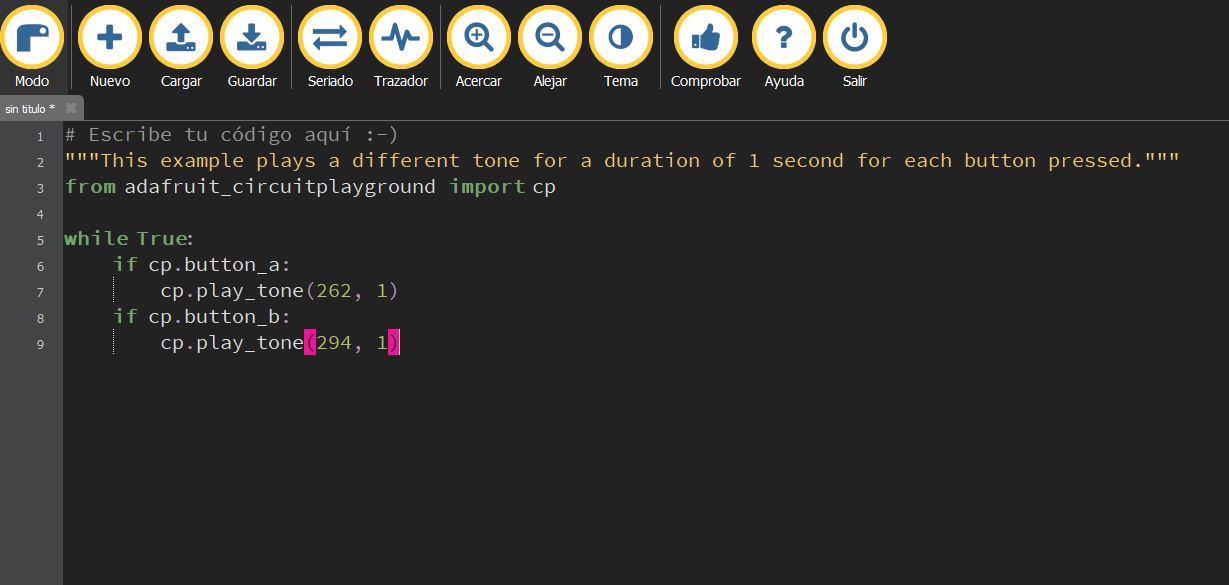 Modo Nuevo Cargar Guardar Seriado Trazador Acercar Alejar Tema Comprobar Ayuda Salir
sin titulo *
1 # Escribe tu código aquí :-)
2 """This example plays a different tone for a duration of 1 second for each button pressed."""
3 from adafruit_circuitplayground import cp
4
5 while True:
6     if cp.button_a:
7         cp.play_tone(262, 1)
8     if cp.button_b:
9         cp.play_tone(294, 1)